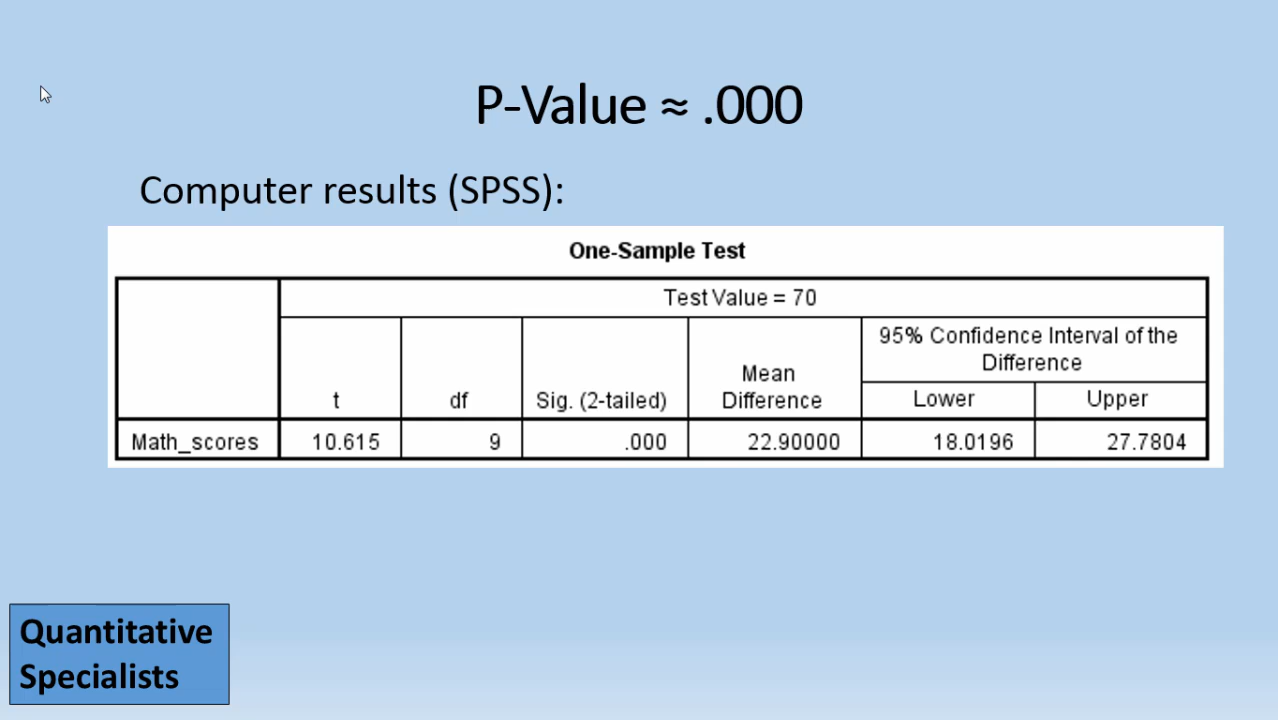 P-Value ≈ .000
Computer results (SPSS):
One-Sample Test
Test Value = 70
95% Confidence Interval of the
Difference
t df Sig. (2-tailed) Mean
Difference Lower Upper
Math_scores 10.615 9 .000 22.90000 18.0196 27.7804
Quantitative
Specialists